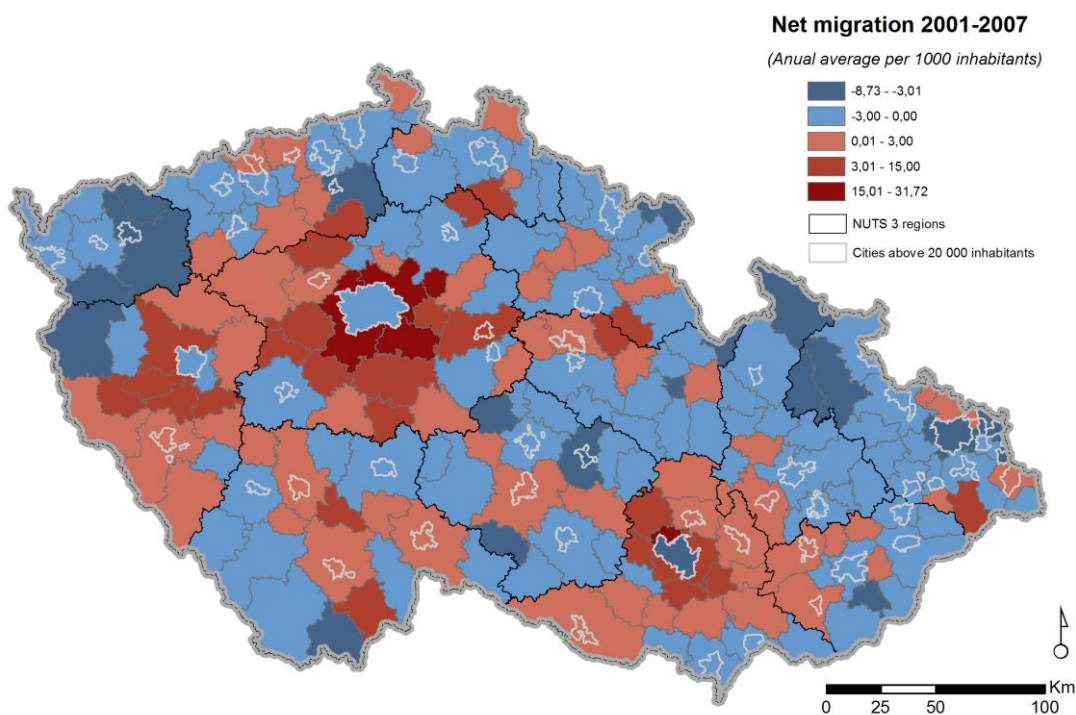 Net migration 2001-2007
(Anual average per 1000 inhabitants)
-8,73 - -3,01
-3,00 - 0,00
0,01 - 3,00
3,01 - 15,00
15,01 - 31,72
NUTS 3 regions
Cities above 20 000 inhabitants
Km
0 25 50 100